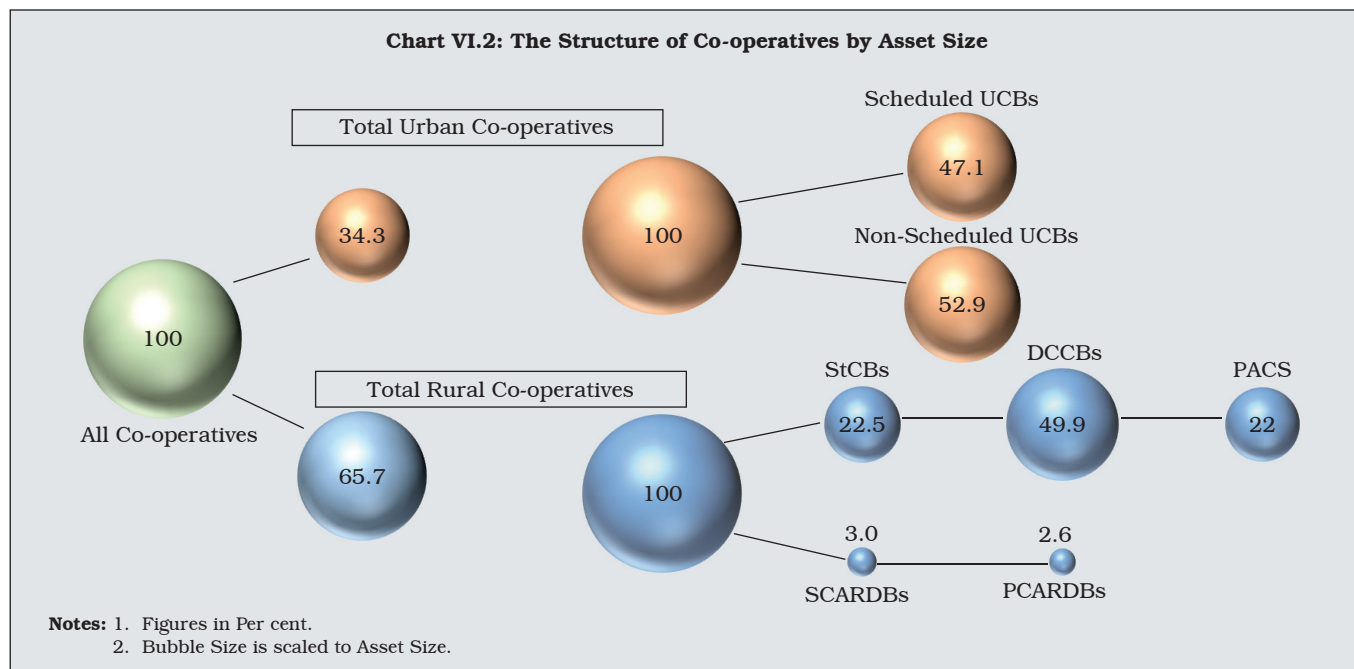 Chart VI.2: The Structure of Co-operatives by Asset Size
Total Urban Co-operatives
Scheduled UCBs
47.1
34.3
100
Non-Scheduled UCBs
52.9
100
All Co-operatives
Total Rural Co-operatives
65.7
100
StCBs
22.5
DCCBs
49.9
PACS
22
3.0
SCARDBs
2.6
PCARDBs
Notes: 1. Figures in Per cent.
2. Bubble Size is scaled to Asset Size.